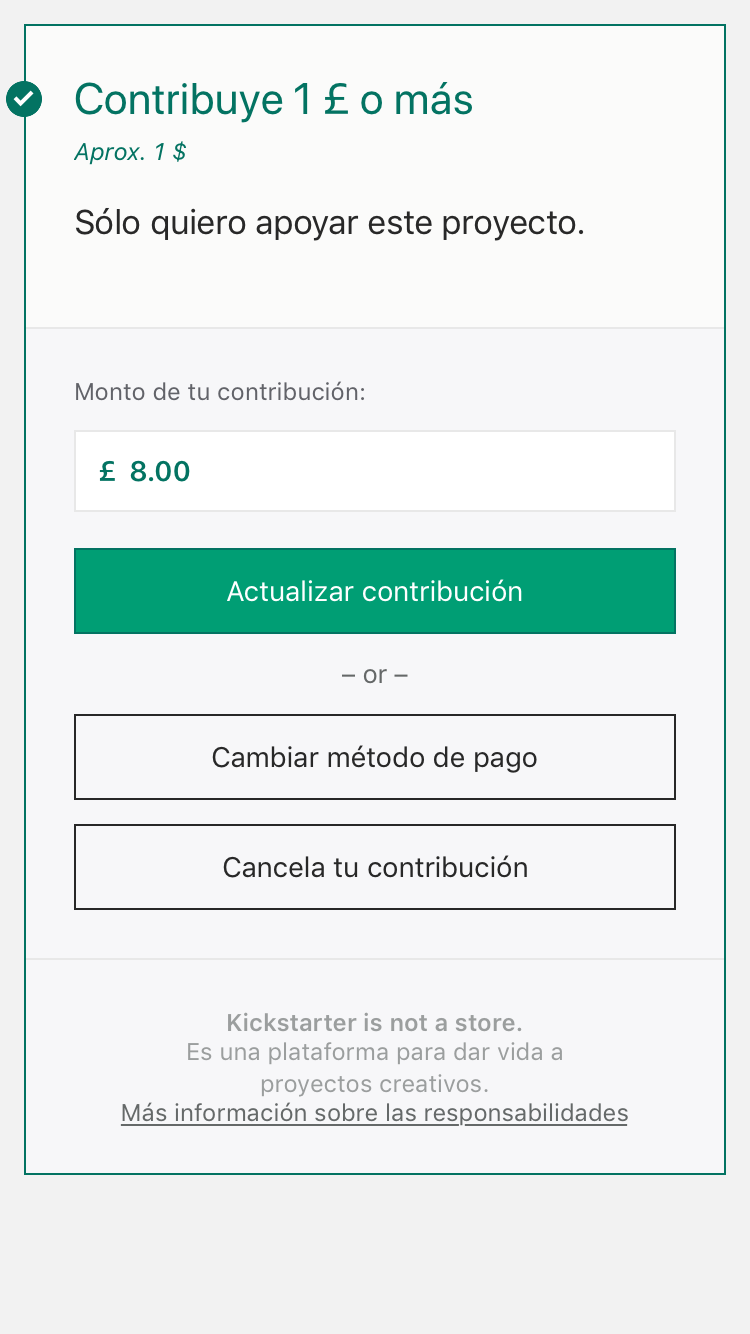 Contribuye 1 £ o más
Aprox. 1 $
Sólo quiero apoyar este proyecto.
Monto de tu contribución:
£ 8.00
Actualizar contribución
– or –
Cambiar método de pago
Cancela tu contribución
Kickstarter is not a store.
Es una plataforma para dar vida a
proyectos creativos.
Más información sobre las responsabilidades